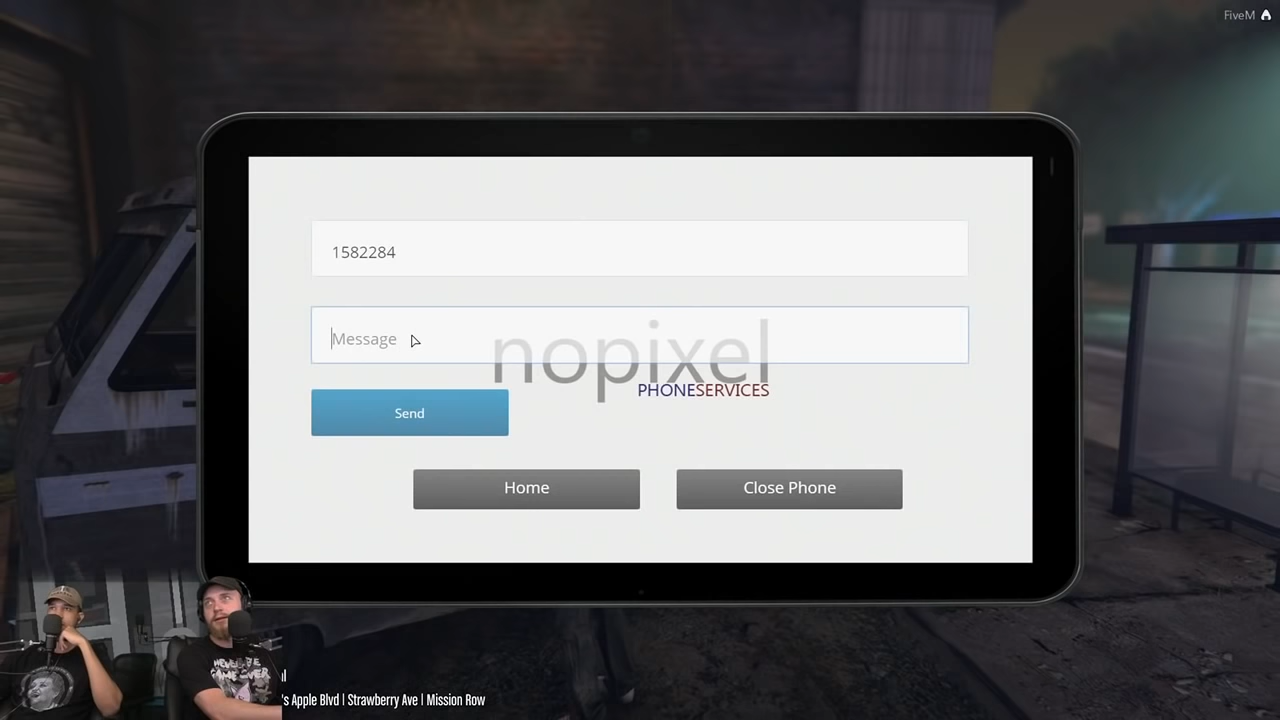 FiveM
1582284
Message
nopixel
PHONESERVICES
Send
Home
Close Phone
's Apple Blvd | Strawberry Ave | Mission Row